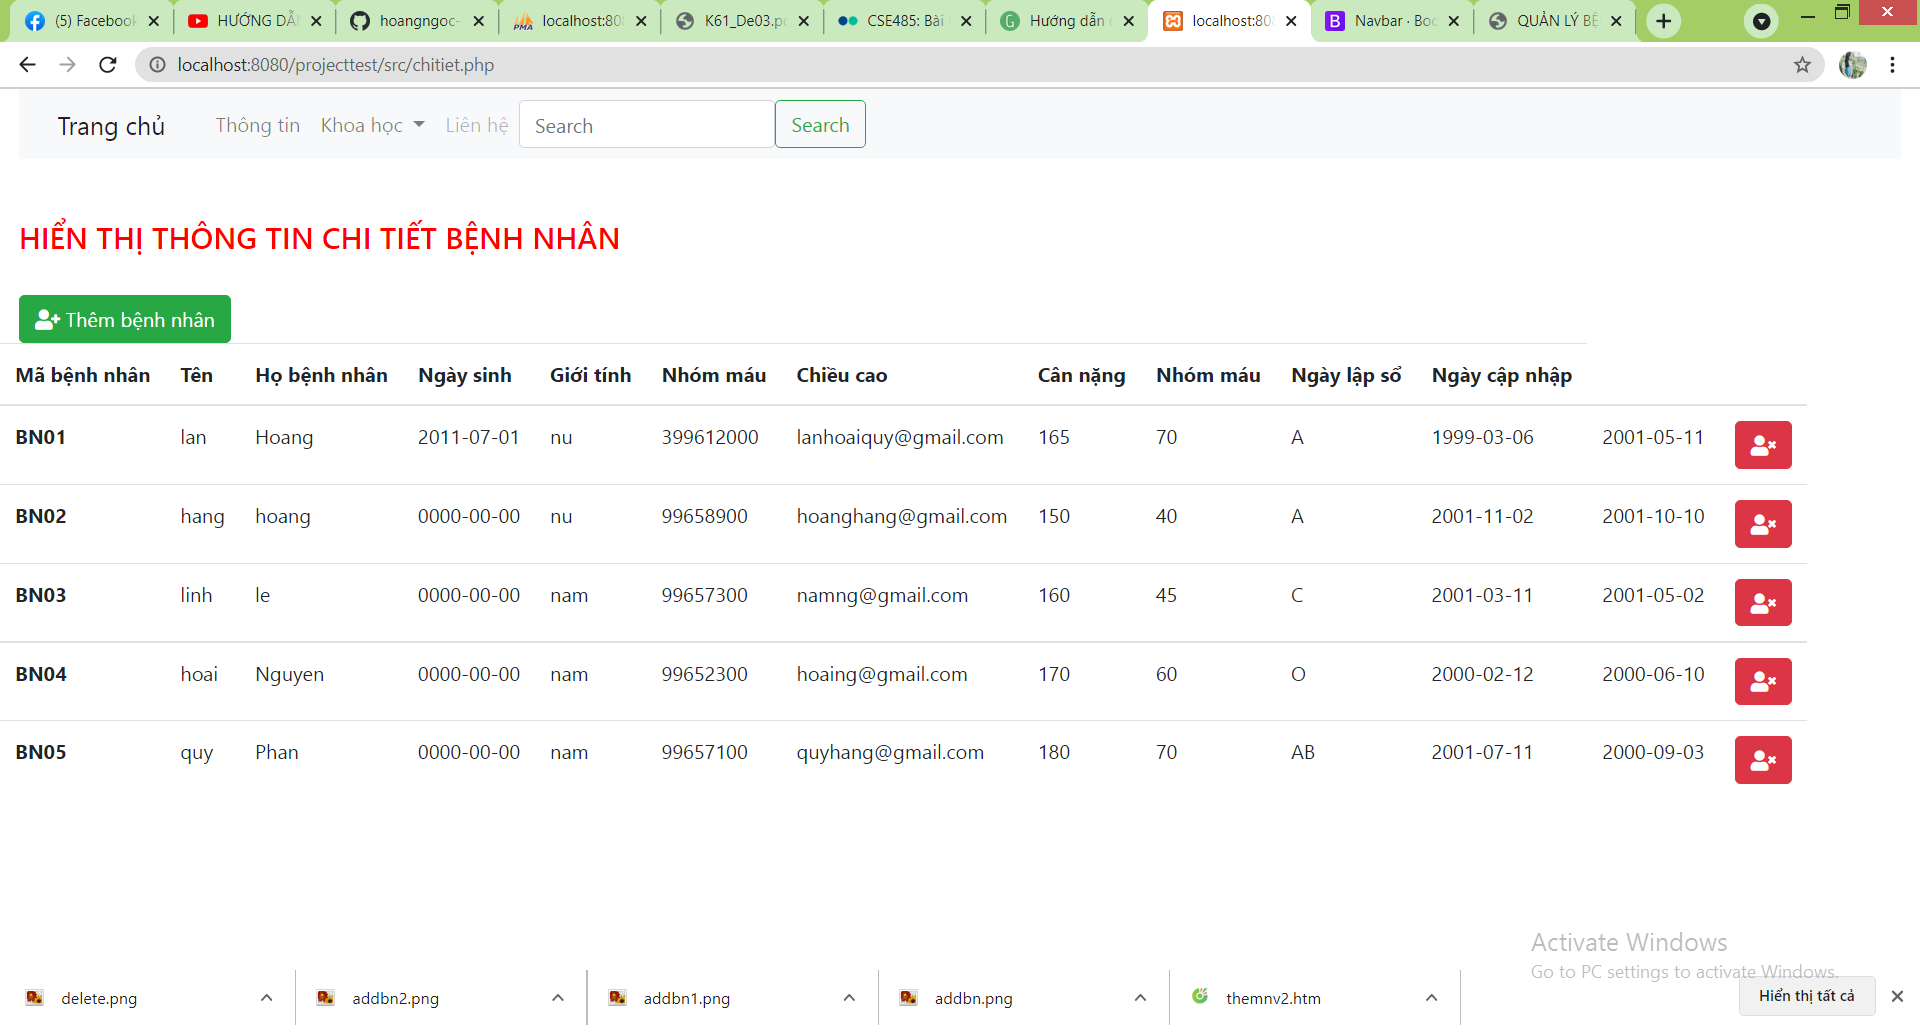 (5) Facebook
HƯỚNG DẪN
hoangngoc-
localhost:808
K61_De03.pd
CSE485: Bài
Hướng dẫn
localhost:808
Navbar · Boo
QUẢN LÝ BỆ
localhost:8080/projecttest/src/chitiet.php
Trang chủ Thông tin Khoa học Liên hệ Search Search
HIỂN THỊ THÔNG TIN CHI TIẾT BỆNH NHÂN
Thêm bệnh nhân
Mã bệnh nhân Tên Họ bệnh nhân Ngày sinh Giới tính Nhóm máu Chiều cao Cân nặng Nhóm máu Ngày lập sổ Ngày cập nhập
BN01 lan Hoang 2011-07-01 nu 399612000 lanhoaiquy@gmail.com 165 70 A 1999-03-06 2001-05-11
BN02 hang hoang 0000-00-00 nu 99658900 hoanghang@gmail.com 150 40 A 2001-11-02 2001-10-10
BN03 linh le 0000-00-00 nam 99657300 namng@gmail.com 160 45 C 2001-03-11 2001-05-02
BN04 hoai Nguyen 0000-00-00 nam 99652300 hoaing@gmail.com 170 60 O 2000-02-12 2000-06-10
BN05 quy Phan 0000-00-00 nam 99657100 quyhang@gmail.com 180 70 AB 2001-07-11 2000-09-03
Activate Windows
Go to PC settings to activate Windows.
delete.png
addbn2.png
addbn1.png
addbn.png
themnv2.htm
Hiển thị tất cả